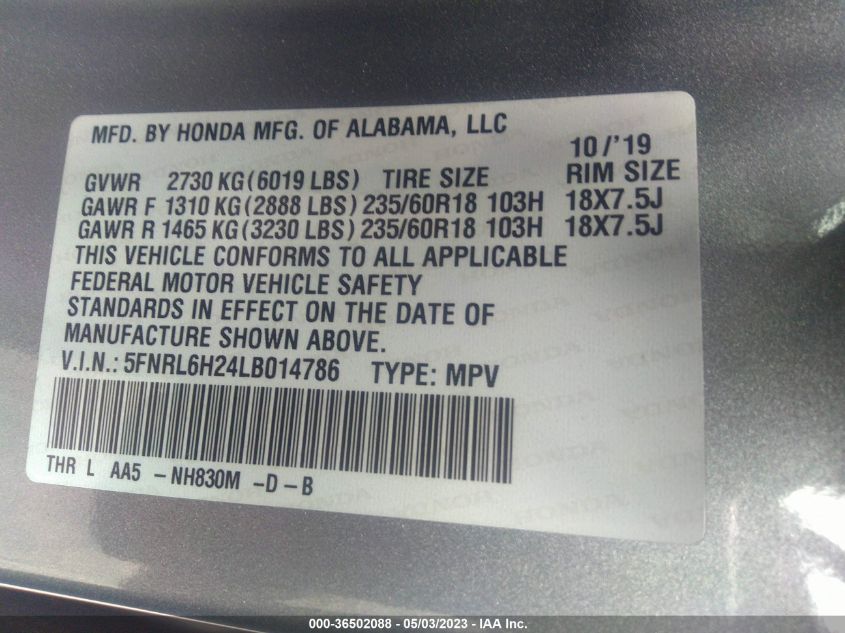 MFD. BY HONDA MFG. OF ALABAMA, LLC
10/'19
GVWR 2730 KG(6019 LBS) TIRE SIZE RIM SIZE
GAWR F 1310 KG(2888 LBS) 235/60R18 103H 18X7.5J
GAWR R 1465 KG(3230 LBS) 235/60R18 103H 18X7.5J
THIS VEHICLE CONFORMS TO ALL APPLICABLE
FEDERAL MOTOR VEHICLE SAFETY
STANDARDS IN EFFECT ON THE DATE OF
MANUFACTURE SHOWN ABOVE.
V.I.N.: 5FNRL6H24LB014786 TYPE: MPV
THR L AA5 -NH830M -D-B
000-36502088 - 05/03/2023 - IAA Inc.